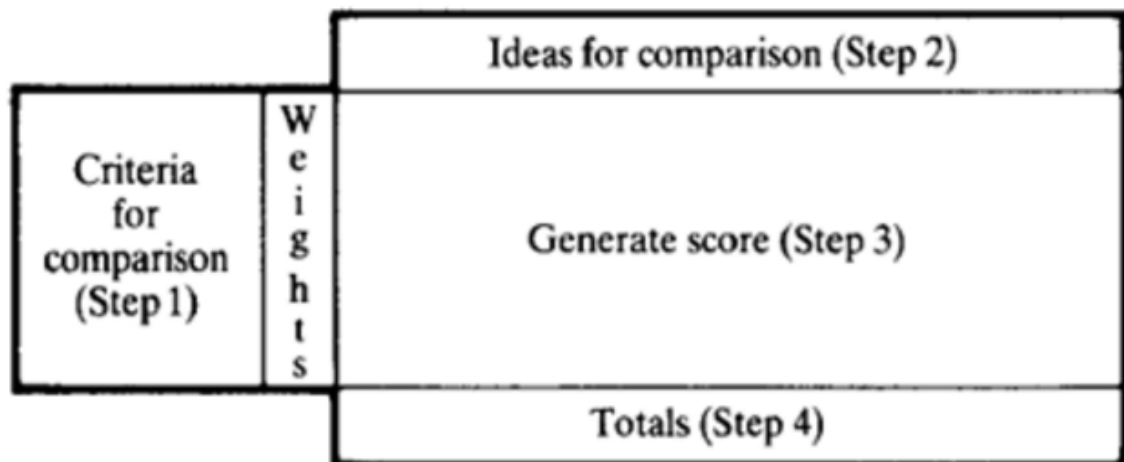 Ideas for comparison (Step 2)
Criteria
for
comparison
(Step 1)
W
e
i
g
h
t
s
Generate score (Step 3)
Totals (Step 4)